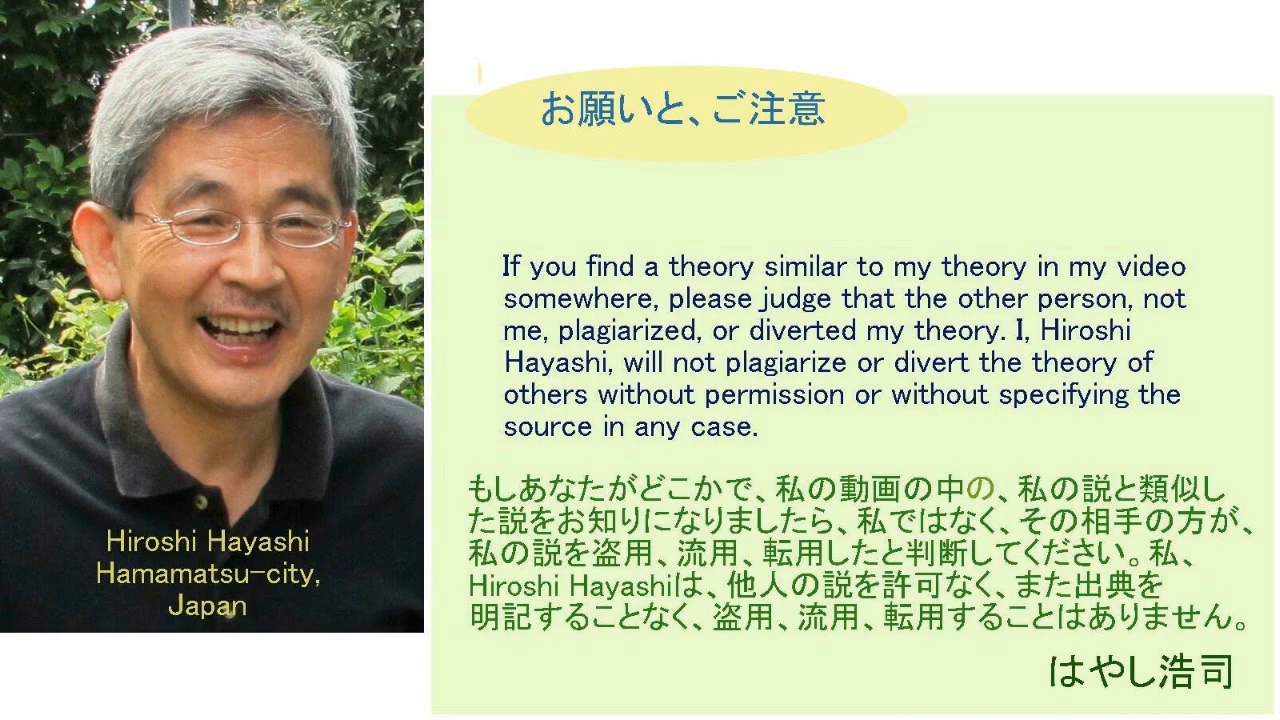 お願いと、ご注意
If you find a theory similar to my theory in my video
somewhere, please judge that the other person, not
me, plagiarized, or diverted my theory. I, Hiroshi
Hayashi, will not plagiarize or divert the theory of
others without permission or without specifying the
source in any case.
もしあなたがどこかで、私の動画の中の、私の説と類似し
た説をお知りになりましたら、私ではなく、その相手の方が、
私の説を盗用、流用、転用したと判断してください。私、
Hiroshi Hayashiは、他人の説を許可なく、また出典を
明記することなく、盗用、流用、転用することはありません。
はやし浩司
Hiroshi Hayashi
Hamamatsu-city,
Japan